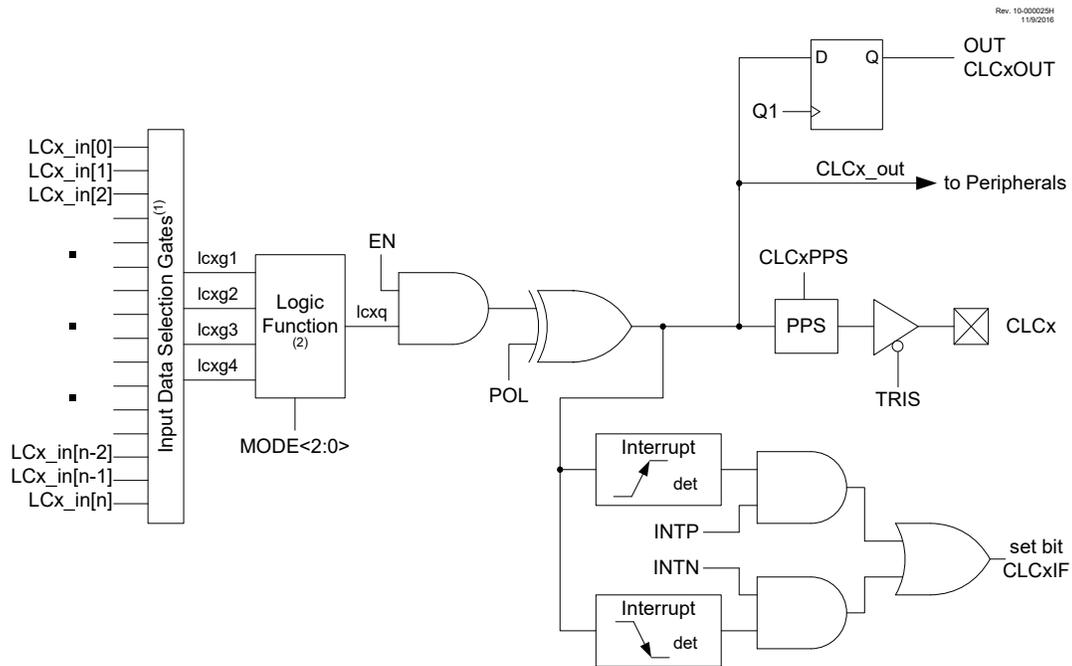 Rev. 10-000025H
11/9/2016
OUT
CLCxOUT
D
Q
Q1
CLCx_out
to Peripherals
LCx_in[0]
LCx_in[1]
LCx_in[2]
LCx_in[n-2]
LCx_in[n-1]
LCx_in[n]
Input Data Selection Gates(1)
lcxg1
lcxg2
lcxg3
lcxg4
Logic
Function
(2)
MODE<2:0>
lcxq
EN
POL
CLCxPPS
PPS
TRIS
CLCx
Interrupt
det
INTP
INTN
Interrupt
det
set bit
CLCxIF